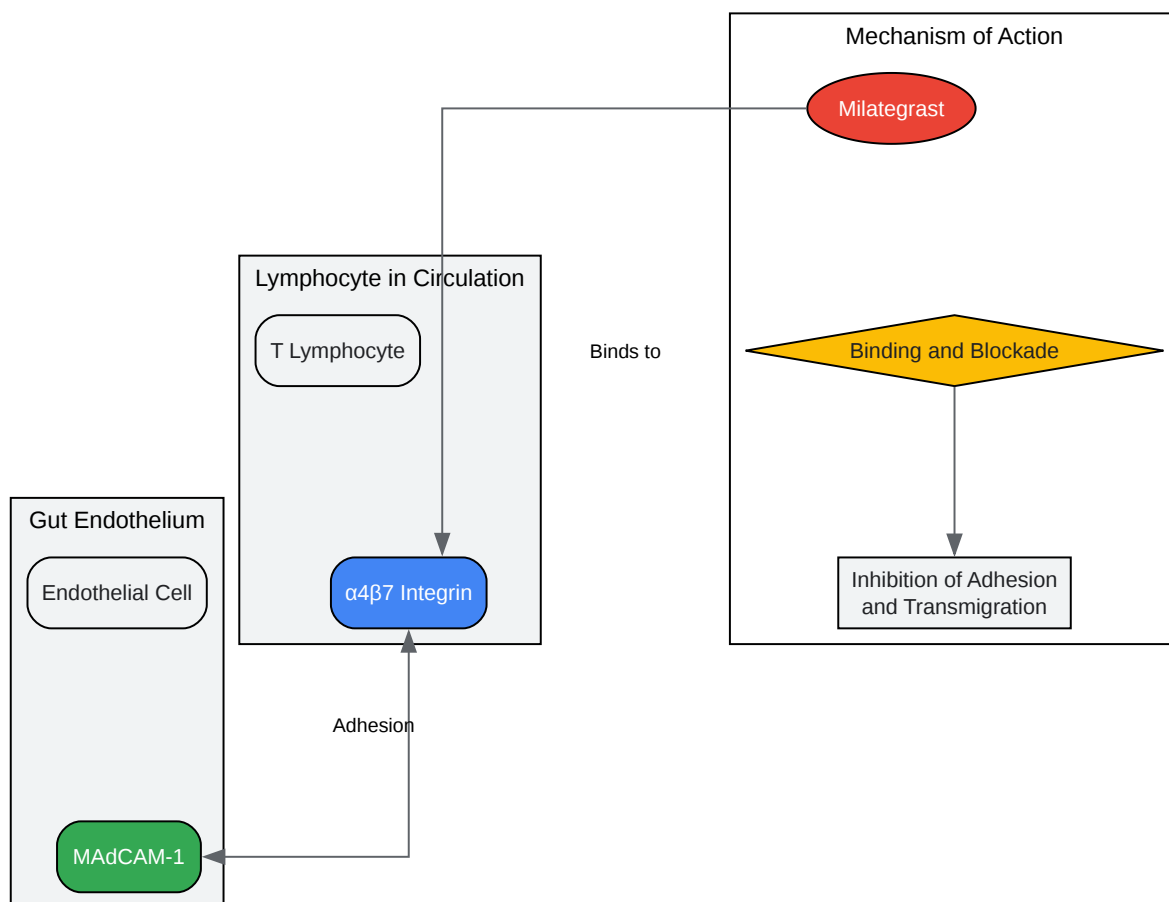 Mechanism of Action
Milategrast
Lymphocyte in Circulation
T Lymphocyte
Binds to
Binding and Blockade
Gut Endothelium
Endothelial Cell
α4β7 Integrin
Inhibition of Adhesion
and Transmigration
Adhesion
MAdCAM-1